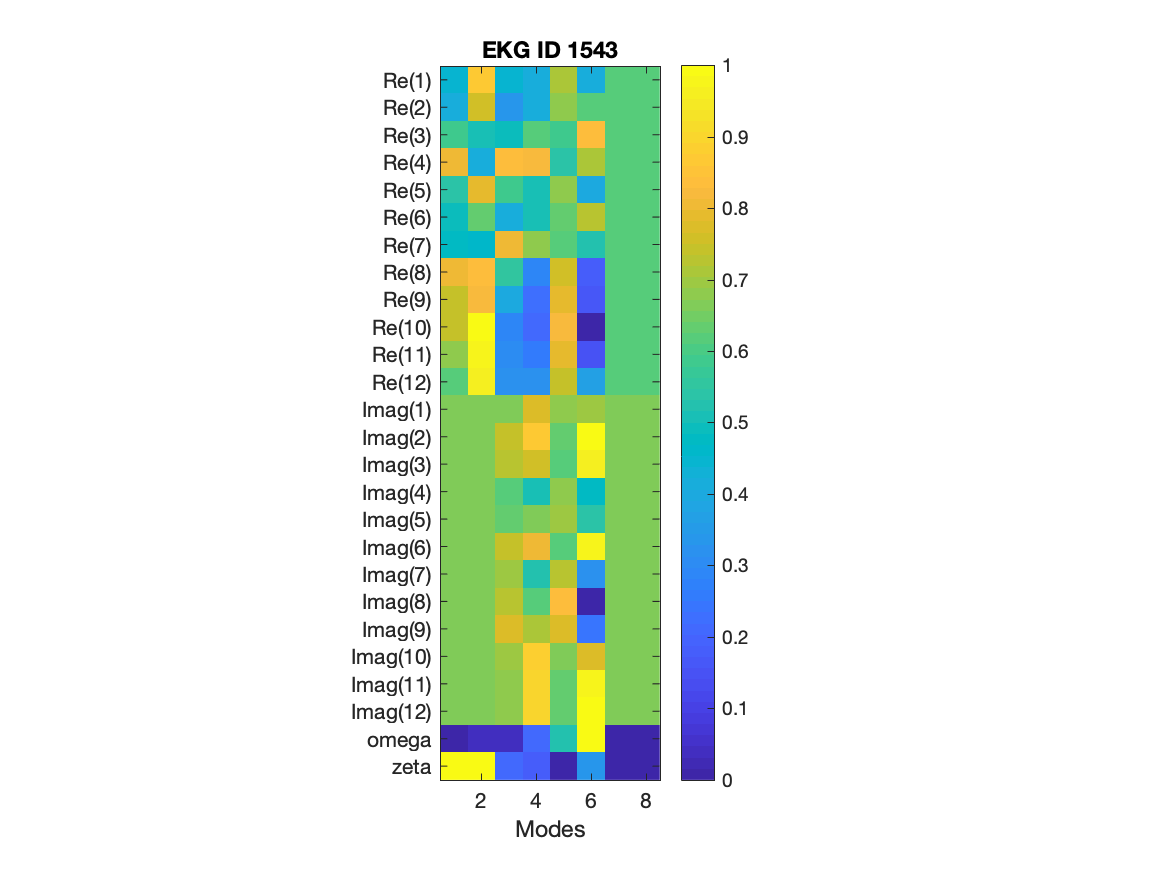 EKG ID 1543
Re(1)
Re(2)
Re(3)
Re(4)
Re(5)
Re(6)
Re(7)
Re(8)
Re(9)
Re(10)
Re(11)
Re(12)
Imag(1)
Imag(2)
Imag(3)
Imag(4)
Imag(5)
Imag(6)
Imag(7)
Imag(8)
Imag(9)
Imag(10)
Imag(11)
Imag(12)
omega
zeta
2 4 6 8
Modes
1
0.9
0.8
0.7
0.6
0.5
0.4
0.3
0.2
0.1
0